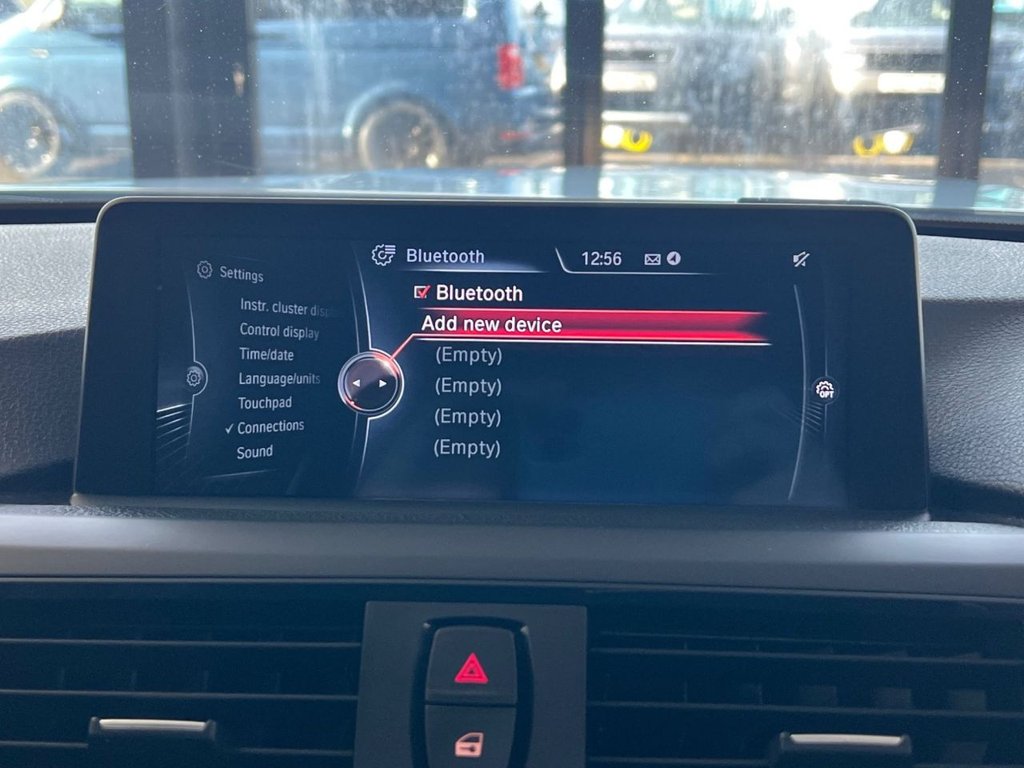 Settings
Instr. cluster
Control display
Time/date
Language/units
Touchpad
Connections
Sound
Bluetooth
12:56
Bluetooth
Add new device
(Empty)
(Empty)
(Empty)
(Empty)
OPT